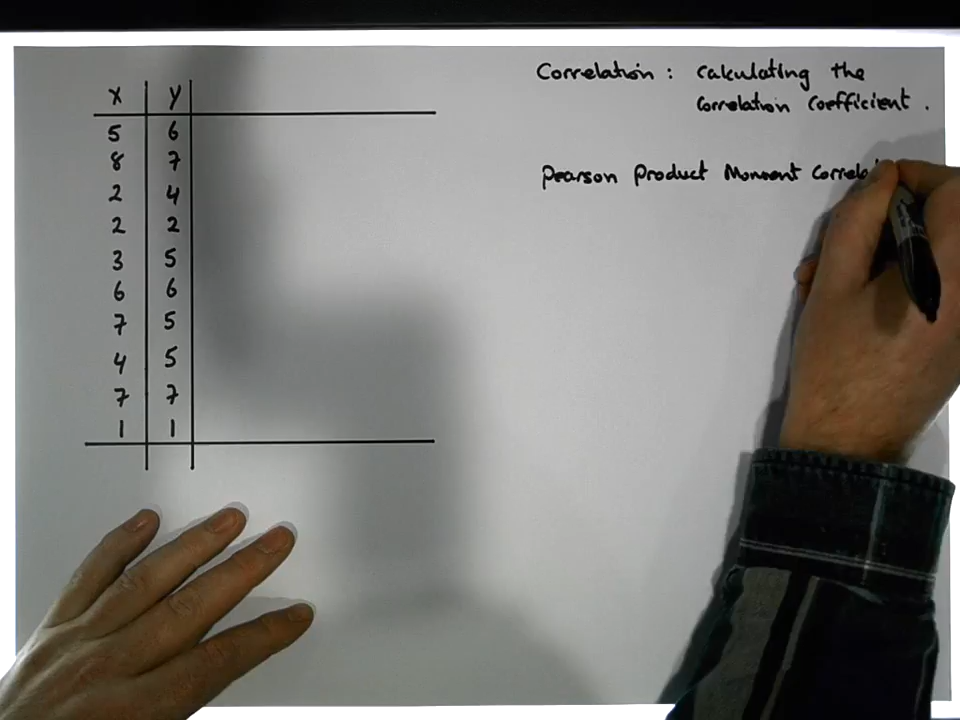 x y
5 6
8 7
2 4
2 2
3 5
6 6
7 5
4 5
7 7
1 1
Correlation : Calculating the
Correlation Coefficient .
Pearson Product Moment